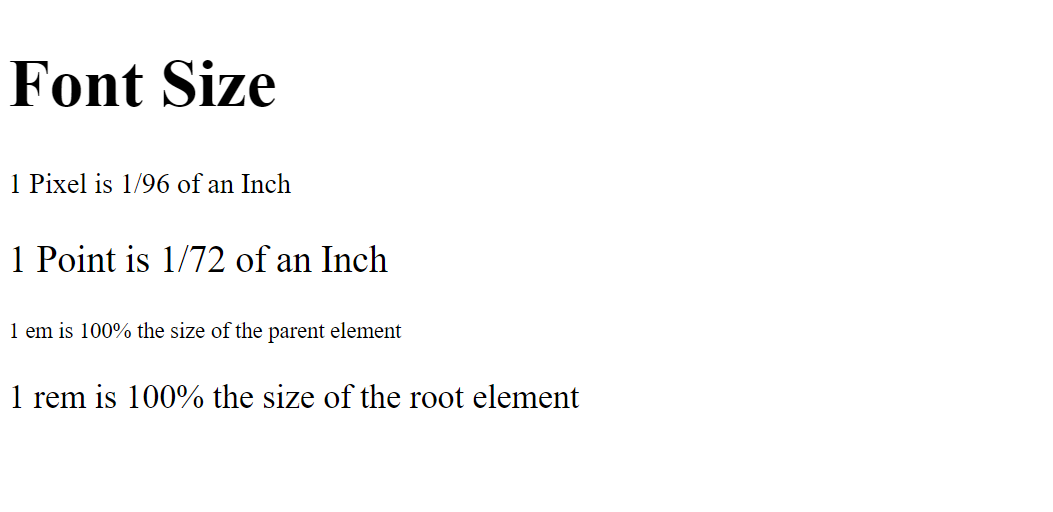 Font Size
1 Pixel is 1/96 of an Inch
1 Point is 1/72 of an Inch
1 em is 100% the size of the parent element
1 rem is 100% the size of the root element